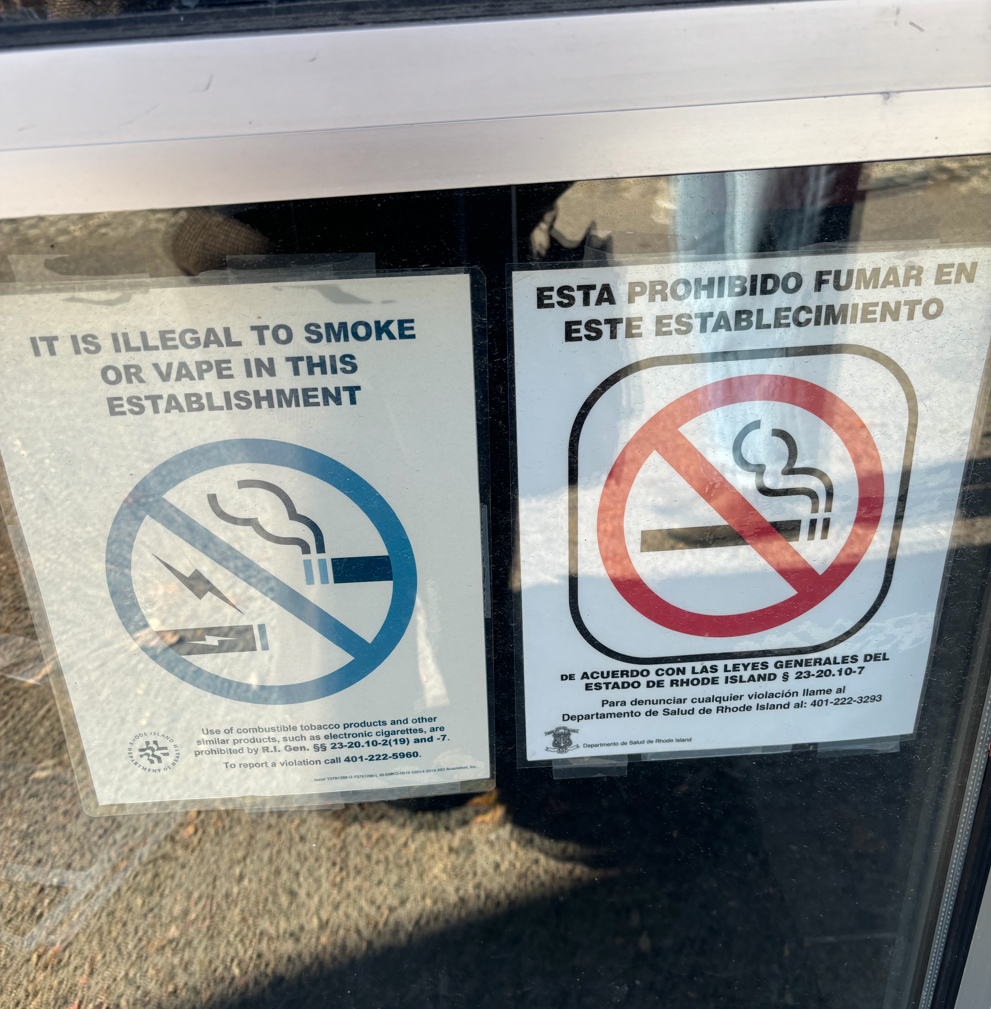 IT IS ILLEGAL TO SMOKE
OR VAPE IN THIS
ESTABLISHMENT
Use of combustible tobacco products and other
similar products, such as electronic cigarettes, are
prohibited by R.I. Gen. §§ 23-20.10-2(19) and -7.
To report a violation call 401-222-5960.
ESTA PROHIBIDO FUMAR EN
ESTE ESTABLECIMIENTO
DE ACUERDO CON LAS LEYES GENERALES DEL
ESTADO DE RHODE ISLAND § 23-20.10-7
Para denunciar cualquier violación llame al
Departamento de Salud de Rhode Island al: 401-222-3293
Departamento de Salud de Rhode Island